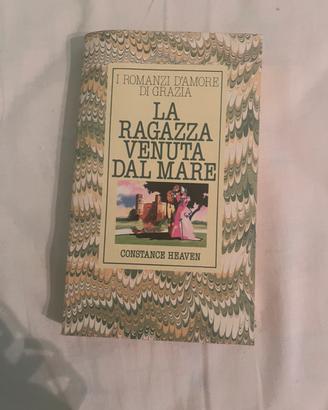 I ROMANZI D'AMORE
DI GRAZIA
LA
RAGAZZA
VENUTA
DAL MARE
CONSTANCE HEAVEN